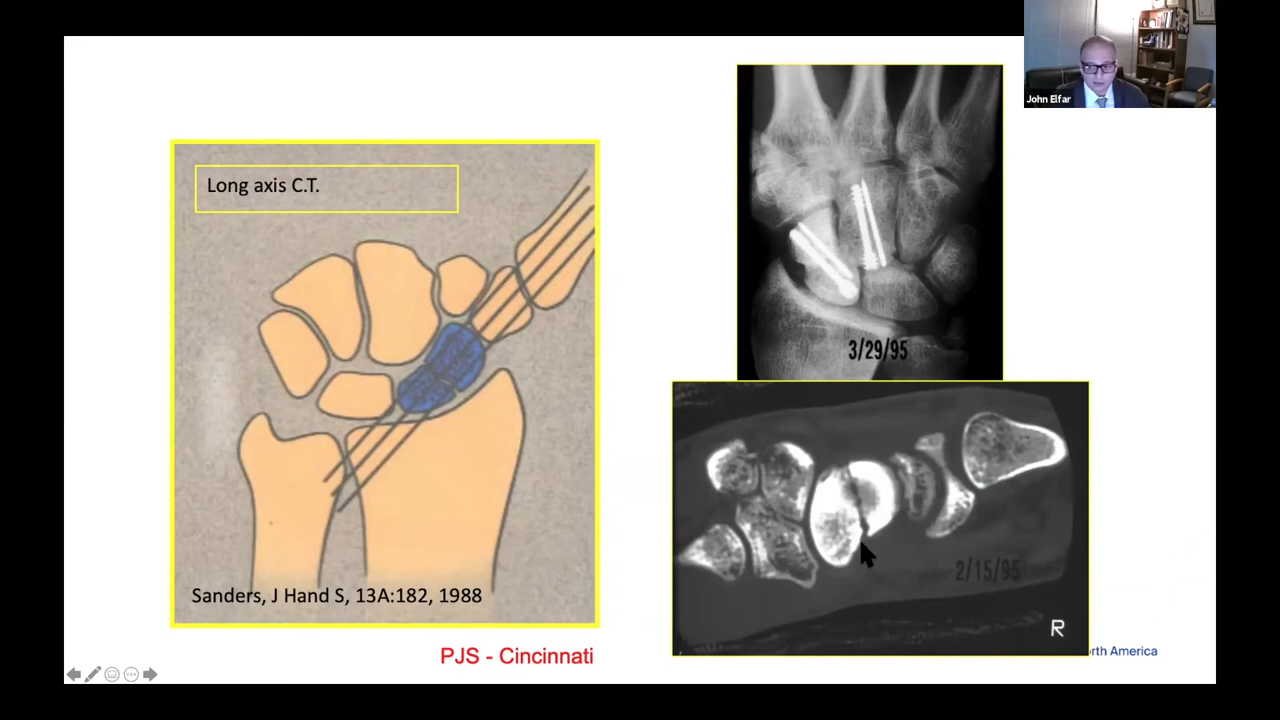 John Elfar
Long axis C.T.
3/29/95
2/15/95
Sanders, J Hand S, 13A:182, 1988
R
PJS - Cincinnati
rth America